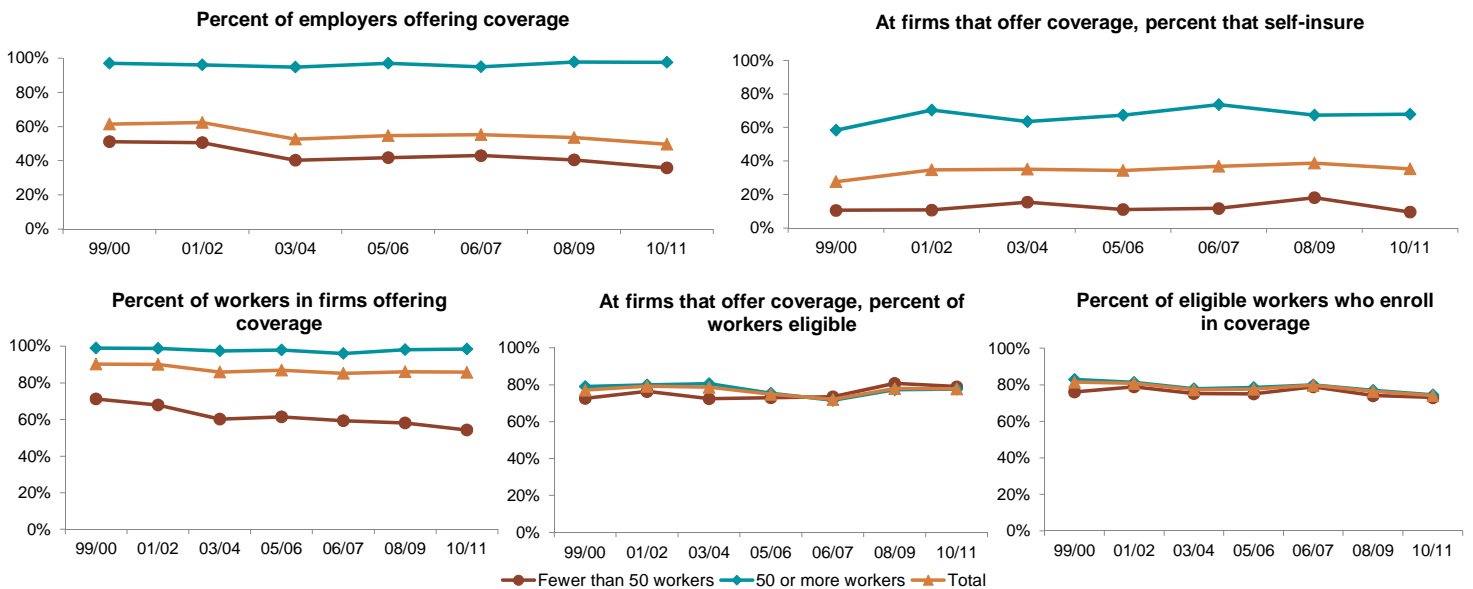 Percent of employers offering coverage
100%
80%
60%
40%
20%
0%
99/00 01/02 03/04 05/06 06/07 08/09 10/11
At firms that offer coverage, percent that self-insure
100%
80%
60%
40%
20%
0%
99/00 01/02 03/04 05/06 06/07 08/09 10/11
Percent of workers in firms offering
coverage
100%
80%
60%
40%
20%
0%
99/00 01/02 03/04 05/06 06/07 08/09 10/11
At firms that offer coverage, percent of
workers eligible
100%
80%
60%
40%
20%
0%
99/00 01/02 03/04 05/06 06/07 08/09 10/11
Percent of eligible workers who enroll
in coverage
100%
80%
60%
40%
20%
0%
99/00 01/02 03/04 05/06 06/07 08/09 10/11
Fewer than 50 workers 50 or more workers Total